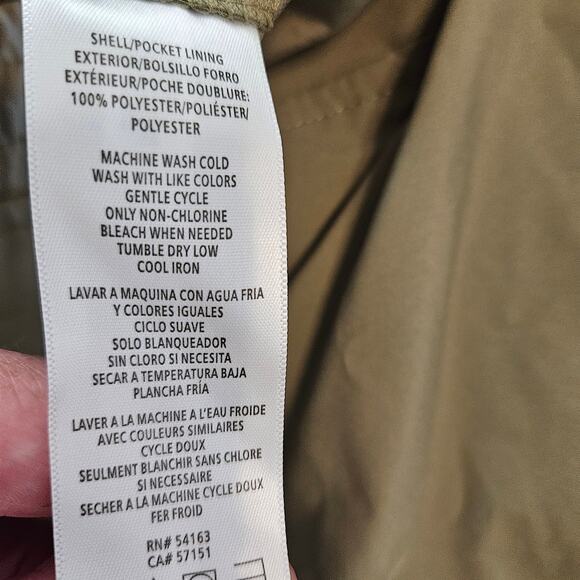 SHELL/POCKET LINING
EXTERIOR/BOLSILLO FORRO
EXTÉRIEUR/POCHE DOUBLURE:
100% POLYESTER/POLIÉSTER/
POLYESTER
MACHINE WASH COLD
WASH WITH LIKE COLORS
GENTLE CYCLE
ONLY NON-CHLORINE
BLEACH WHEN NEEDED
TUMBLE DRY LOW
COOL IRON
LAVAR A MAQUINA CON AGUA FRIA
Y COLORES IGUALES
CICLO SUAVE
SOLO BLANQUEADOR
SIN CLORO SI NECESITA
SECAR A TEMPERATURA BAJA
PLANCHA FRÍA
LAVER A LA MACHINE A L'EAU FROIDE
AVEC COULEURS SIMILAIRES
CYCLE DOUX
SEULMENT BLANCHIR SANS CHLORE
SI NECESSAIRE
SECHER A LA MACHINE CYCLE DOUX
FER FROID
RN# 54163
CA# 57151